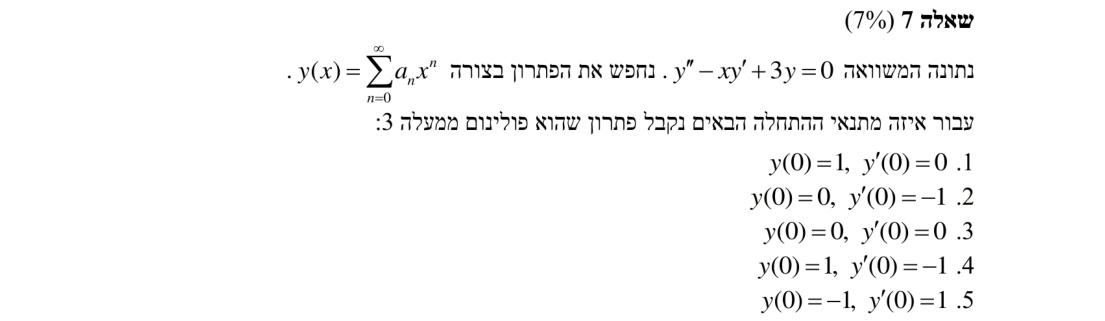 שאלה 7 (7%)
נתונה המשוואה y″ − xy′ + 3y = 0 . נחפש את הפתרון בצורה y(x) = ∑_{n=0}^{∞} a_n x^n .
עבור איזה מתנאי ההתחלה הבאים נקבל פתרון שהוא פולינום ממעלה 3:
1. y(0) = 1, y′(0) = 0
2. y(0) = 0, y′(0) = −1
3. y(0) = 0, y′(0) = 0
4. y(0) = 1, y′(0) = −1
5. y(0) = −1, y′(0) = 1